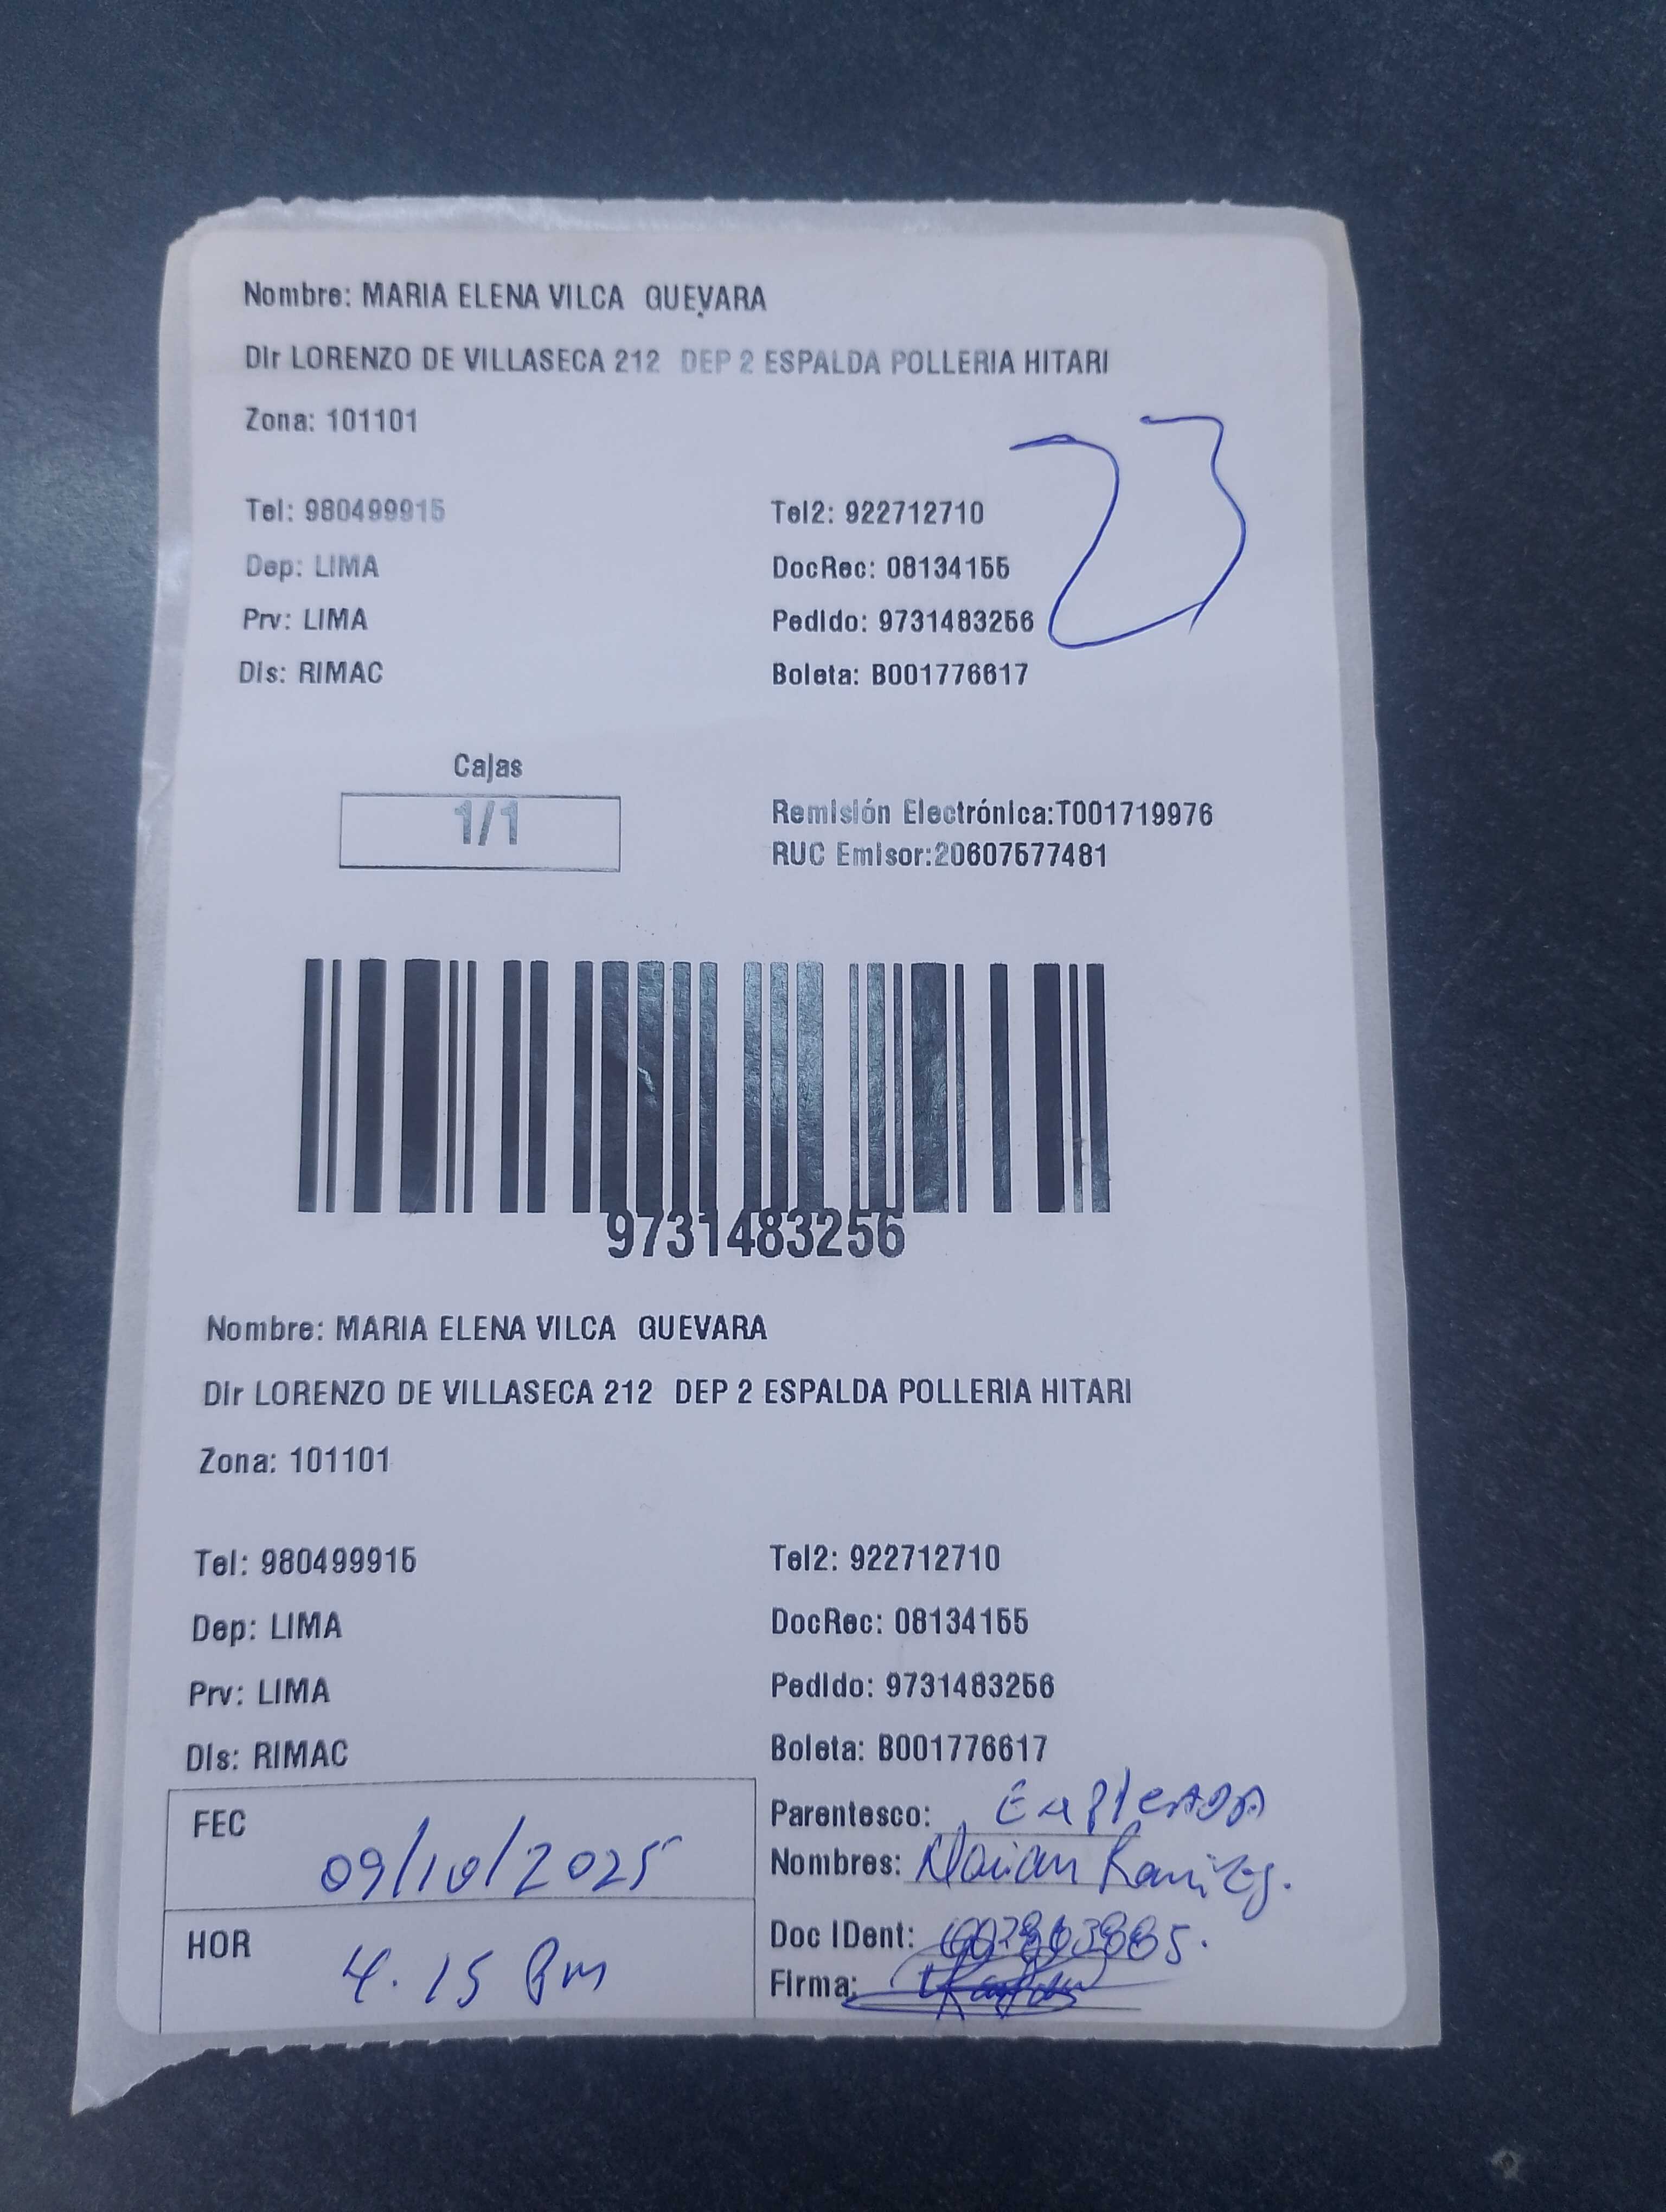 Nombre: MARIA ELENA VILCA GUEVARA
Dir LORENZO DE VILLASECA 212 DEP 2 ESPALDA POLLERIA HITARI
Zona: 101101
23
Tel: 980499915 Tel2: 922712710
Dep: LIMA DocRec: 08134155
Prv: LIMA Pedido: 9731483256
Dis: RIMAC Boleta: B001776617
Cajas
1/1
Remisión Electrónica:T001719976
RUC Emisor:20607577481
9731483256
Nombre: MARIA ELENA VILCA GUEVARA
Dir LORENZO DE VILLASECA 212 DEP 2 ESPALDA POLLERIA HITARI
Zona: 101101
Tel: 980499915 Tel2: 922712710
Dep: LIMA DocRec: 08134155
Prv: LIMA Pedido: 9731483256
Dis: RIMAC Boleta: B001776617
FEC 09/10/2025
Parentesco: Empleada
Nombres: Marian Ramirez.
HOR 4.15 Pm
Doc IDent:
Firma: